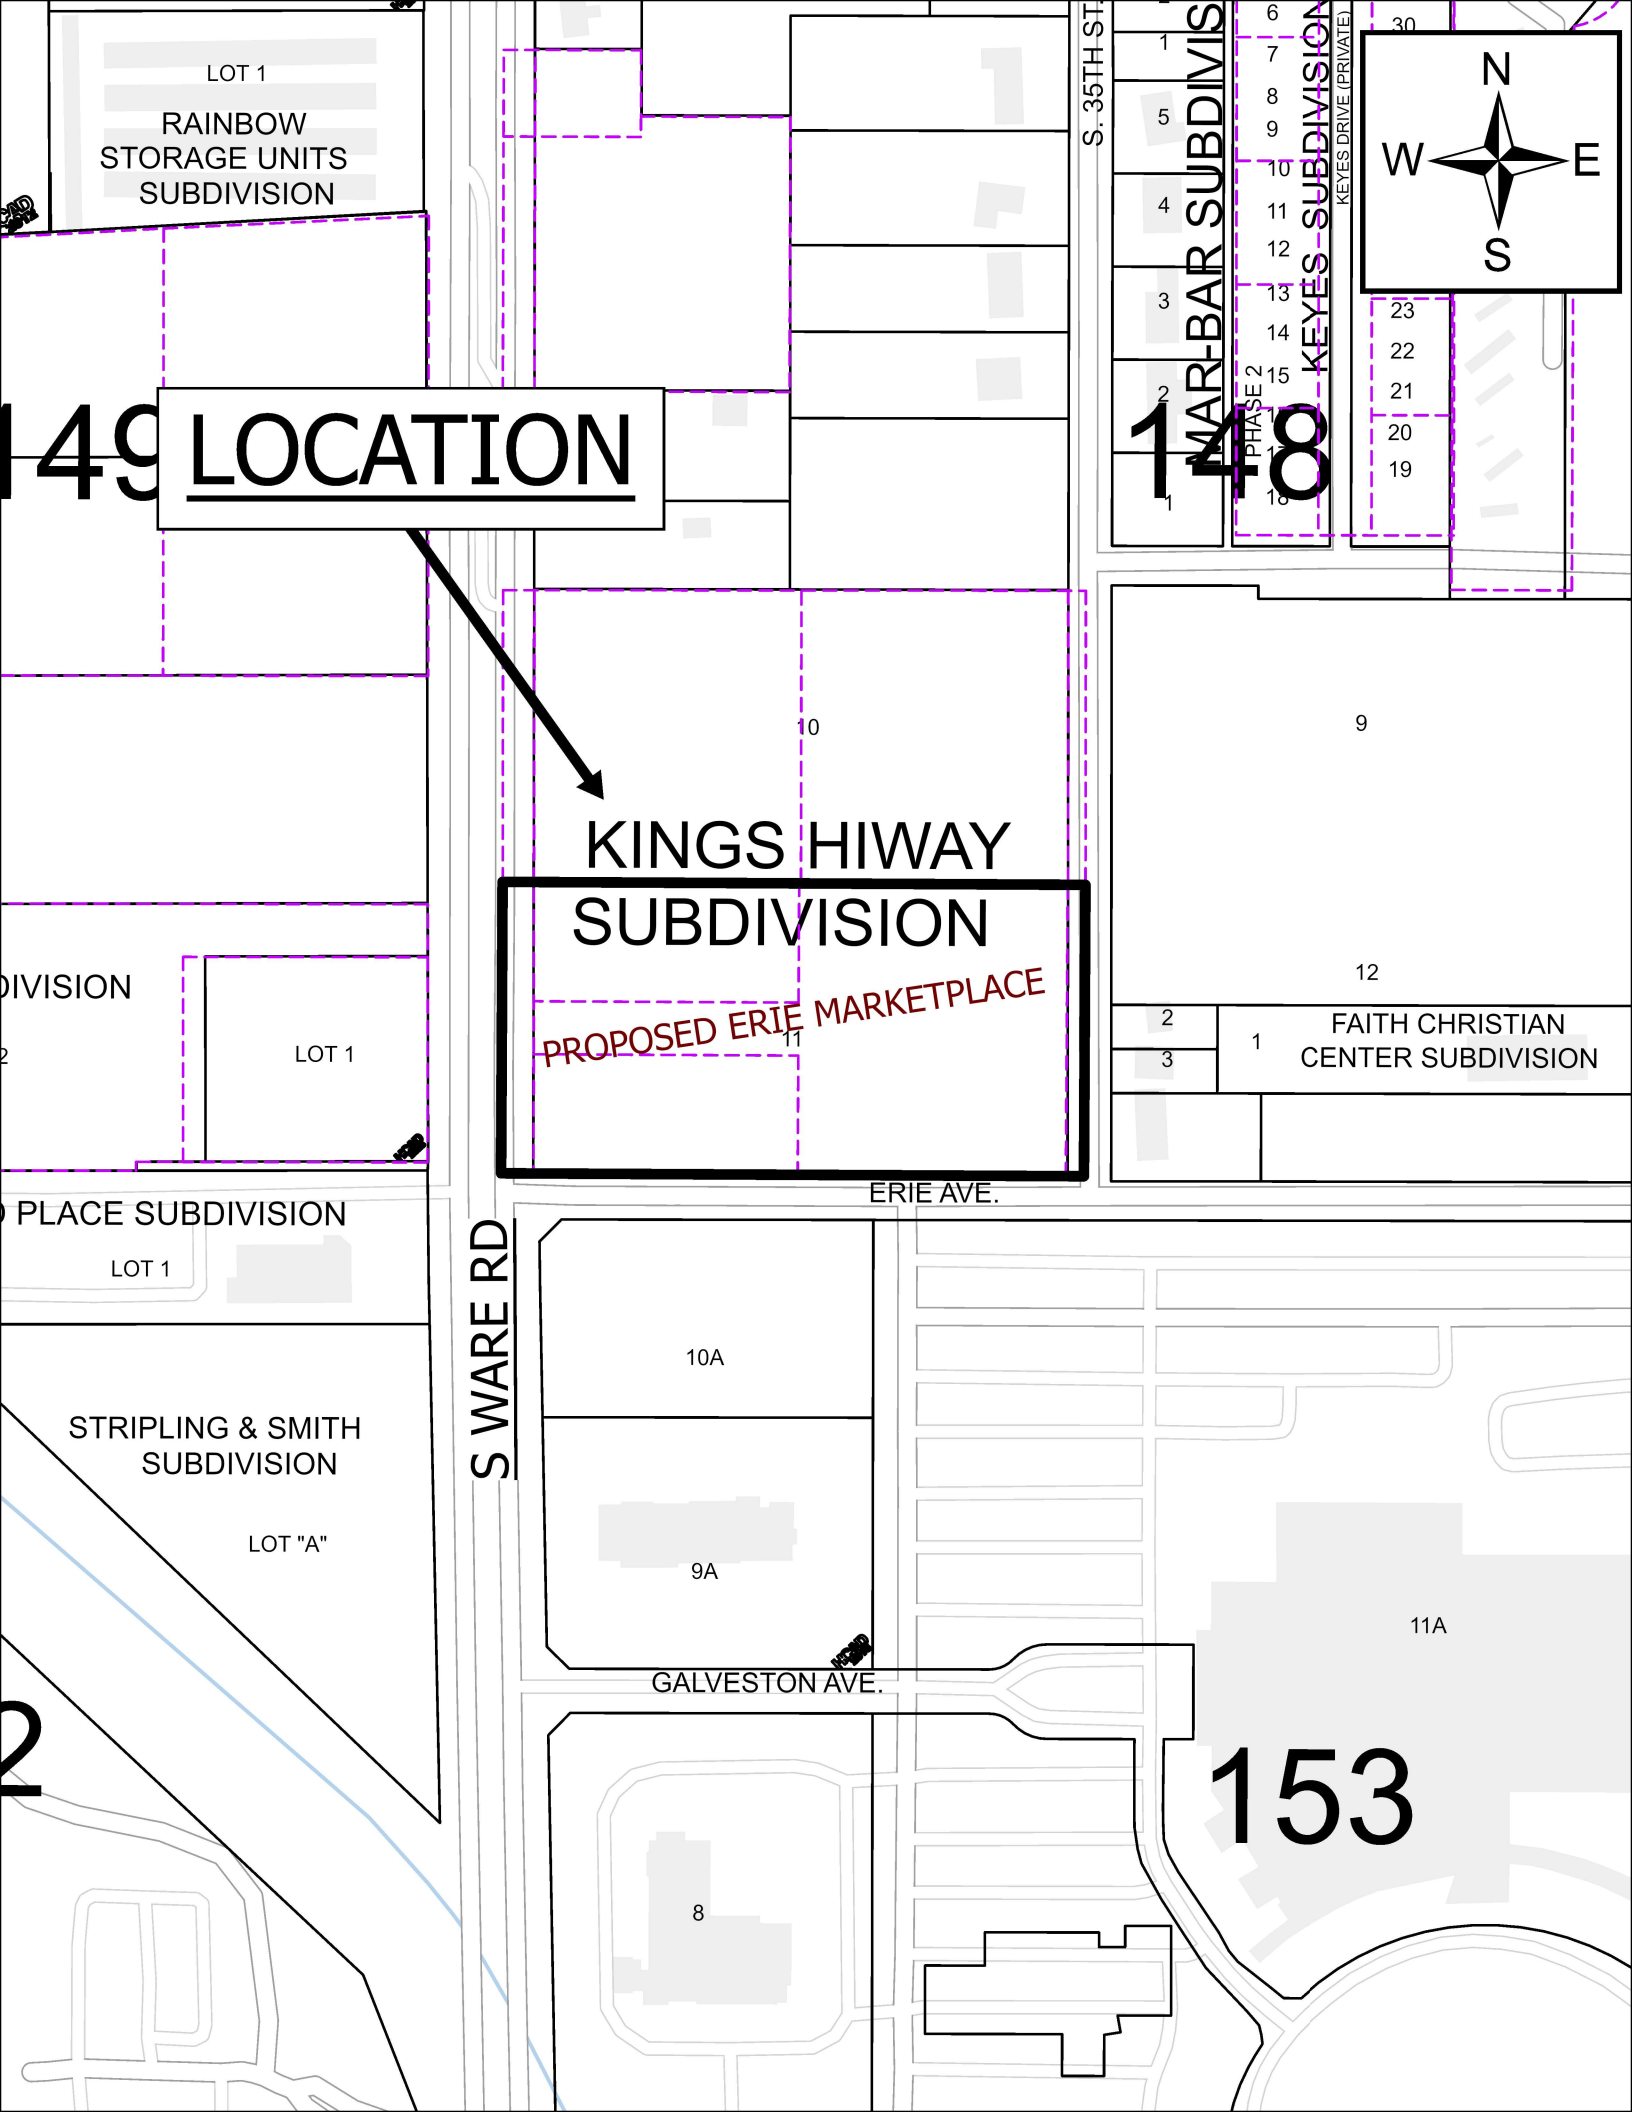 LOT 1
RAINBOW
STORAGE UNITS
SUBDIVISION
S. 35TH ST.
1
5
4
3
2
1
MAR-BAR SUBDIVIS
6
7
8
9
10
11
12
13
14
15
18
PHASE 2
KEYES SUBDIVISION
KEYES DRIVE (PRIVATE)
30
N
W
E
S
23
22
21
20
19
149
LOCATION
148
10
9
KINGS HIWAY
SUBDIVISION
PROPOSED ERIE MARKETPLACE
11
12
DIVISION
2
LOT 1
2
3
1
FAITH CHRISTIAN
CENTER SUBDIVISION
ERIE AVE.
PLACE SUBDIVISION
LOT 1
S WARE RD
10A
STRIPLING & SMITH
SUBDIVISION
LOT "A"
9A
11A
GALVESTON AVE.
2
153
8